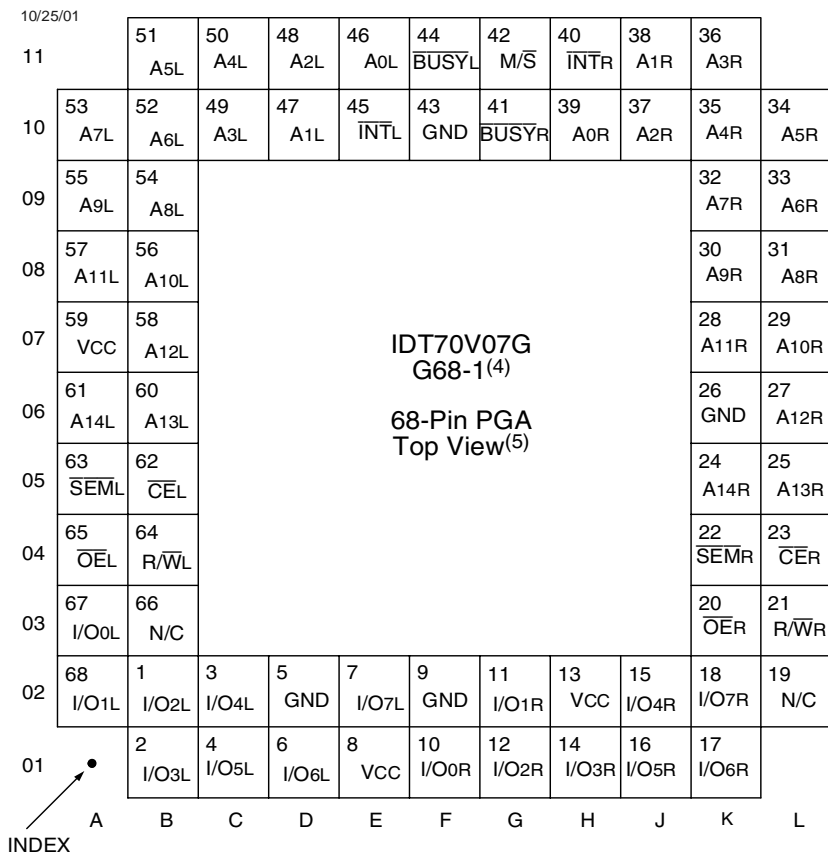 10/25/01
11 51 50 48 46 44 42 40 38 36
A5L A4L A2L A0L BUSYL M/S INTR A1R A3R
10 53 52 49 47 45 43 41 39 37 35 34
A7L A6L A3L A1L INTL GND BUSYR A0R A2R A4R A5R
09 55 54 32 33
A9L A8L A7R A6R
08 57 56 30 31
A11L A10L A9R A8R
07 59 58 28 29
VCC A12L A11R A10R
IDT70V07G
G68-1(4)
68-Pin PGA
Top View(5)
06 61 60 26 27
A14L A13L GND A12R
05 63 62 24 25
SEML CEL A14R A13R
04 65 64 22 23
OEL R/WL SEMR CER
03 67 66 20 21
I/O0L N/C OER R/WR
02 68 1 3 5 7 9 11 13 15 18 19
I/O1L I/O2L I/O4L GND I/O7L GND I/O1R VCC I/O4R I/O7R N/C
01 2 4 6 8 10 12 14 16 17
I/O3L I/O5L I/O6L VCC I/O0R I/O2R I/O3R I/O5R I/O6R
A B C D E F G H J K L
INDEX